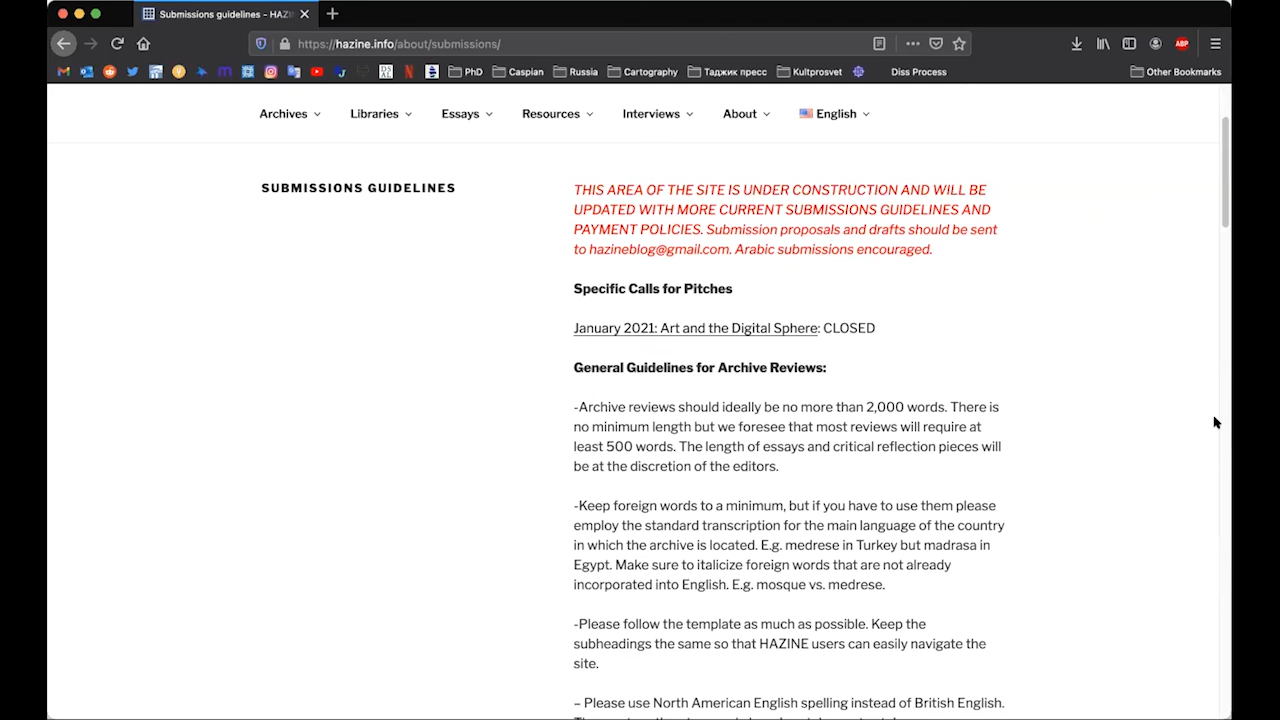 Submissions guidelines - HAZI
https://hazine.info/about/submissions/
ABP
PhD
Caspian
Russia
Cartography
Таджик пресс
Kultprosvet
Diss Process
Other Bookmarks
Archives
Libraries
Essays
Resources
Interviews
About
English
SUBMISSIONS GUIDELINES
THIS AREA OF THE SITE IS UNDER CONSTRUCTION AND WILL BE
UPDATED WITH MORE CURRENT SUBMISSIONS GUIDELINES AND
PAYMENT POLICIES. Submission proposals and drafts should be sent
to hazineblog@gmail.com. Arabic submissions encouraged.
Specific Calls for Pitches
January 2021: Art and the Digital Sphere: CLOSED
General Guidelines for Archive Reviews:
-Archive reviews should ideally be no more than 2,000 words. There is
no minimum length but we foresee that most reviews will require at
least 500 words. The length of essays and critical reflection pieces will
be at the discretion of the editors.
-Keep foreign words to a minimum, but if you have to use them please
employ the standard transcription for the main language of the country
in which the archive is located. E.g. medrese in Turkey but madrasa in
Egypt. Make sure to italicize foreign words that are not already
incorporated into English. E.g. mosque vs. medrese.
-Please follow the template as much as possible. Keep the
subheadings the same so that HAZINE users can easily navigate the
site.
– Please use North American English spelling instead of British English.